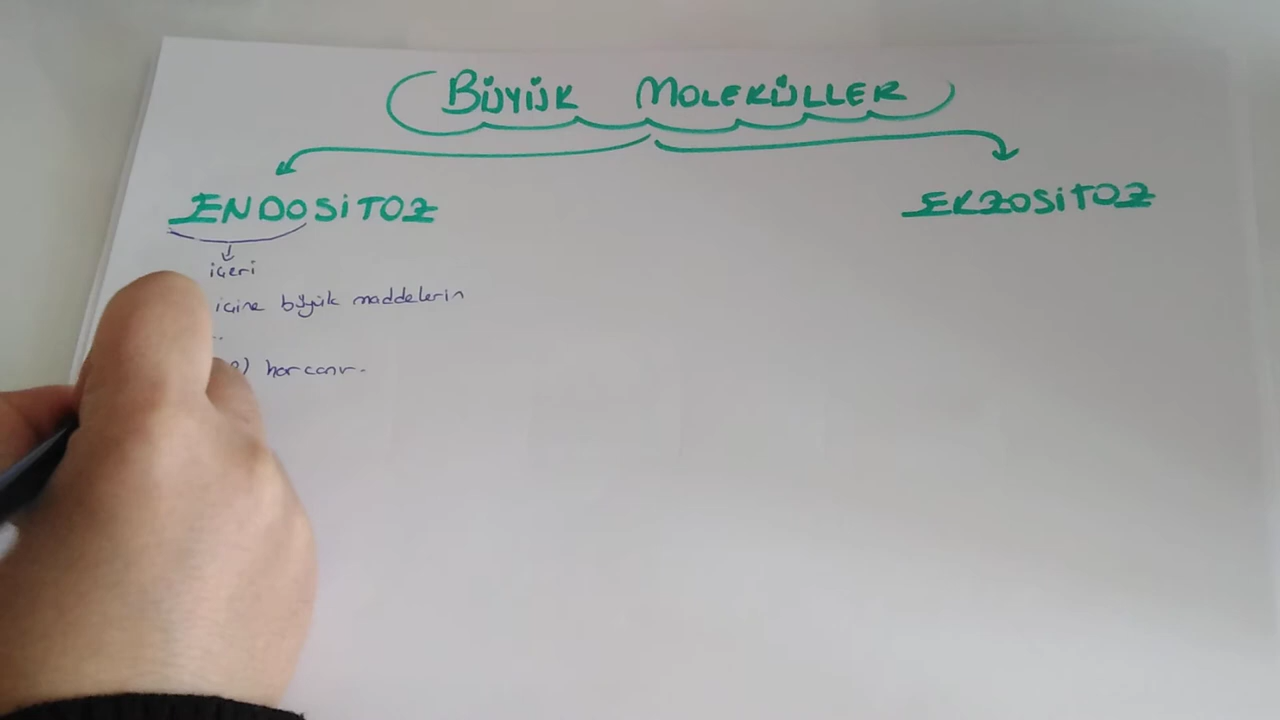 BÜYÜK MOLEKÜLLER
ENDOSİTOZ
EKZOSİTOZ
içeri
içine büyük maddelerin
harcanır.